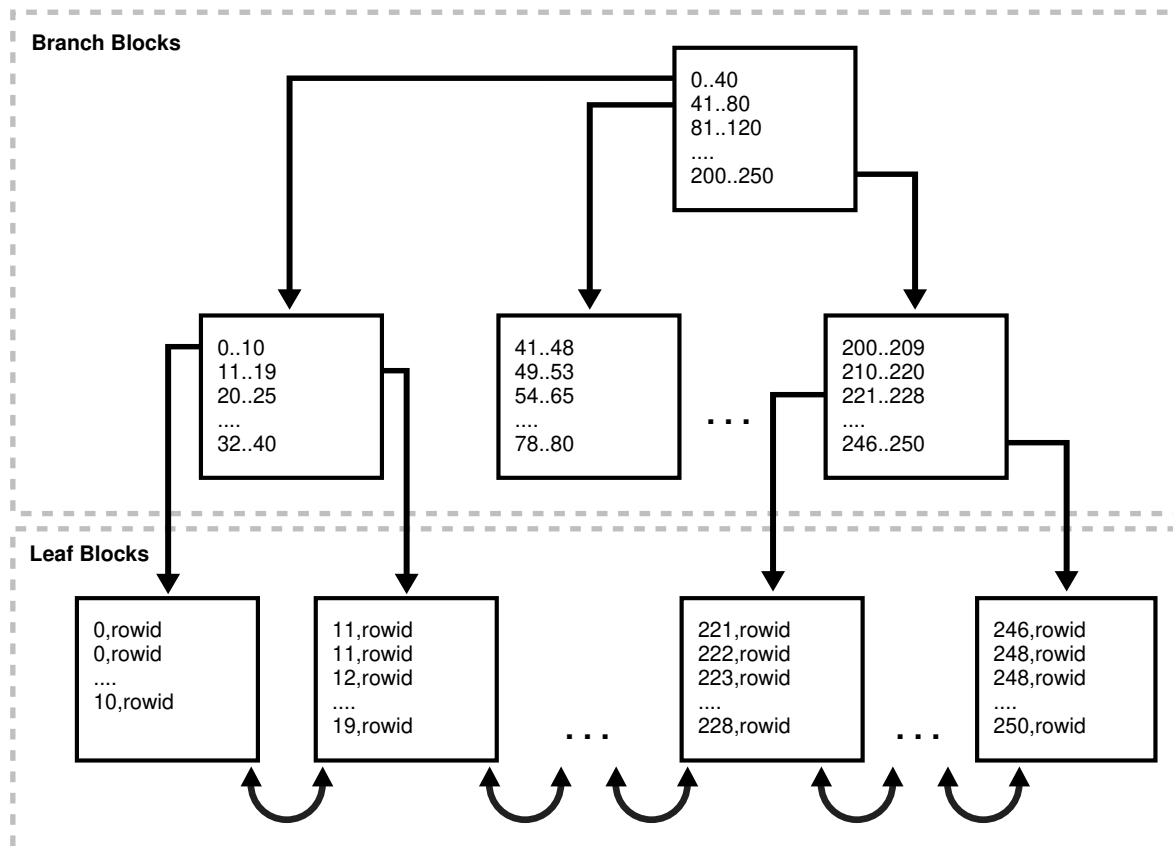 Branch Blocks
0..40
41..80
81..120
....
200..250
0..10
11..19
20..25
....
32..40
41..48
49..53
54..65
....
78..80
...
200..209
210..220
221..228
....
246..250
Leaf Blocks
0,rowid
0,rowid
....
10,rowid
11,rowid
11,rowid
12,rowid
....
19,rowid
...
221,rowid
222,rowid
223,rowid
....
228,rowid
...
246,rowid
248,rowid
248,rowid
....
250,rowid